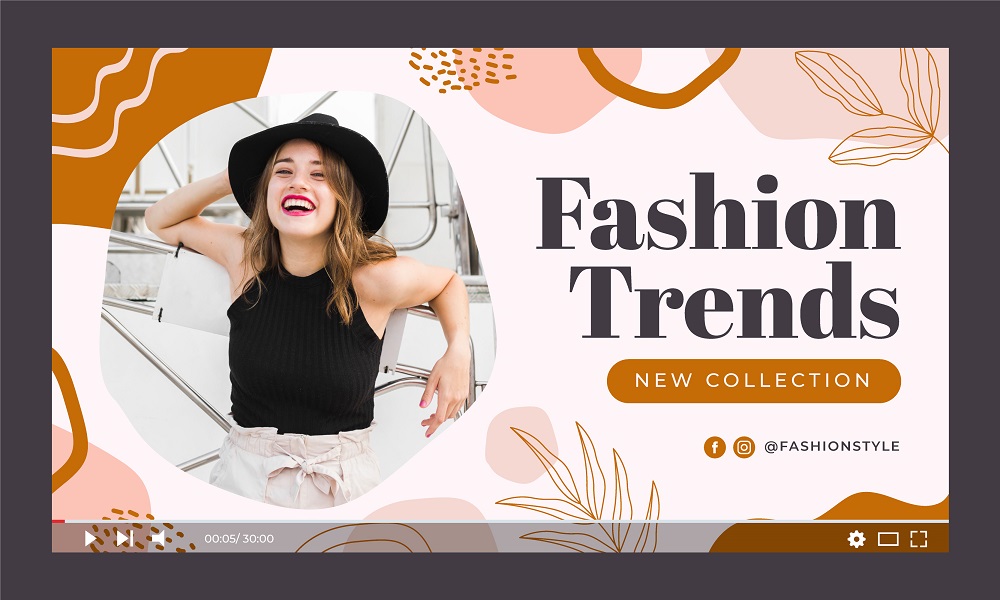 Fashion
Trends
NEW COLLECTION
f @FASHIONSTYLE
00:05/ 30:00